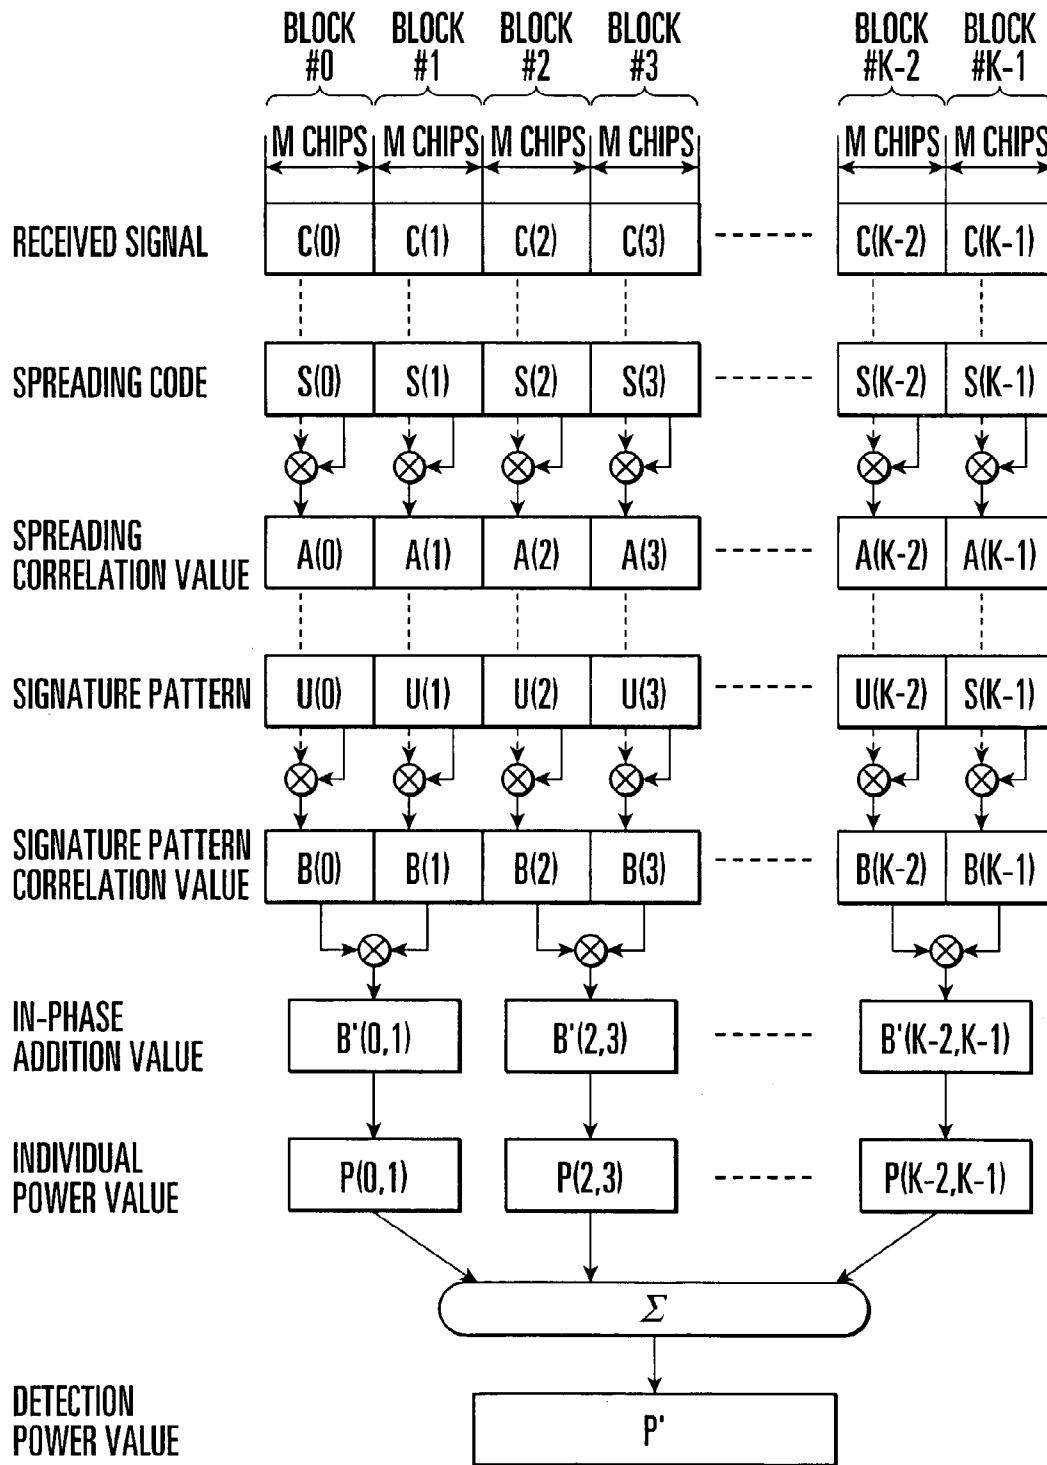 BLOCK #0
BLOCK #1
BLOCK #2
BLOCK #3
BLOCK #K-2
BLOCK #K-1
M CHIPS M CHIPS M CHIPS M CHIPS M CHIPS M CHIPS
RECEIVED SIGNAL C(0) C(1) C(2) C(3) C(K-2) C(K-1)
SPREADING CODE S(0) S(1) S(2) S(3) S(K-2) S(K-1)
SPREADING
CORRELATION VALUE
A(0) A(1) A(2) A(3) A(K-2) A(K-1)
SIGNATURE PATTERN U(0) U(1) U(2) U(3) U(K-2) S(K-1)
SIGNATURE PATTERN
CORRELATION VALUE
B(0) B(1) B(2) B(3) B(K-2) B(K-1)
IN-PHASE
ADDITION VALUE
B'(0,1) B'(2,3) B'(K-2,K-1)
INDIVIDUAL
POWER VALUE
P(0,1) P(2,3) P(K-2,K-1)
Σ
DETECTION
POWER VALUE
P'